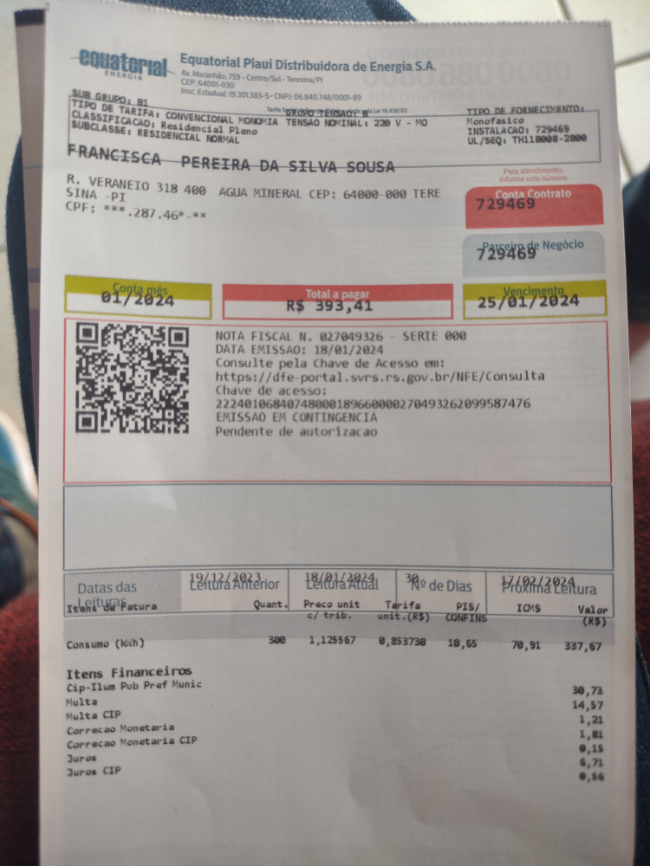 equatorial
ENERGIA
Equatorial Piauí Distribuidora de Energia S.A.
Av. Maranhão, 759 - Centro/Sul - Teresina/PI
CEP: 64001-030
Insc. Estadual: 19.301.383-5 - CNPJ: 06.840.748/0001-89
SUB GRUPO: B1 GRUPO TENSAO: B
TIPO DE TARIFA: CONVENCIONAL MONOMIA TENSAO NOMINAL: 220 V - MO
CLASSIFICACAO: Residencial Pleno
SUBCLASSE: RESIDENCIAL NORMAL
TIPO DE FORNECIMENTO:
Monofasico
INSTALACAO: 729469
UL/SEQ: TH118008-2000
FRANCISCA PEREIRA DA SILVA SOUSA
R. VERANEIO 318 400 AGUA MINERAL CEP: 64000-000 TERE
SINA -PI
CPF: ***.287.46*-**
Para atendimento,
informe este número.
Conta Contrato
729469
Parceiro de Negócio
729469
Conta mês
01/2024
Total a pagar
R$ 393,41
Vencimento
25/01/2024
NOTA FISCAL N. 027049326 - SERIE 000
DATA EMISSAO: 18/01/2024
Consulte pela Chave de Acesso em:
https://dfe-portal.svrs.rs.gov.br/NFE/Consulta
Chave de acesso:
22240106840748000189660000270493262099587476
EMISSAO EM CONTINGENCIA
Pendente de autorizacao
Datas das Leituras
19/12/2023 Leitura Anterior
18/01/2024 Leitura Atual
30 Nº de Dias
17/02/2024 Próxima Leitura
Itens de Fatura Quant. Preco unit c/ trib. Tarifa unit.(R$) PIS/CONFINS ICMS Valor (R$)
Consumo (kWh) 300 1,125567 0,853730 10,65 70,91 337,67
Itens Financeiros
Cip-Ilum Pub Pref Munic 30,73
Multa 14,57
Multa CIP 1,21
Correcao Monetaria 1,81
Correcao Monetaria CIP 0,15
Juros 6,71
Juros CIP 0,56